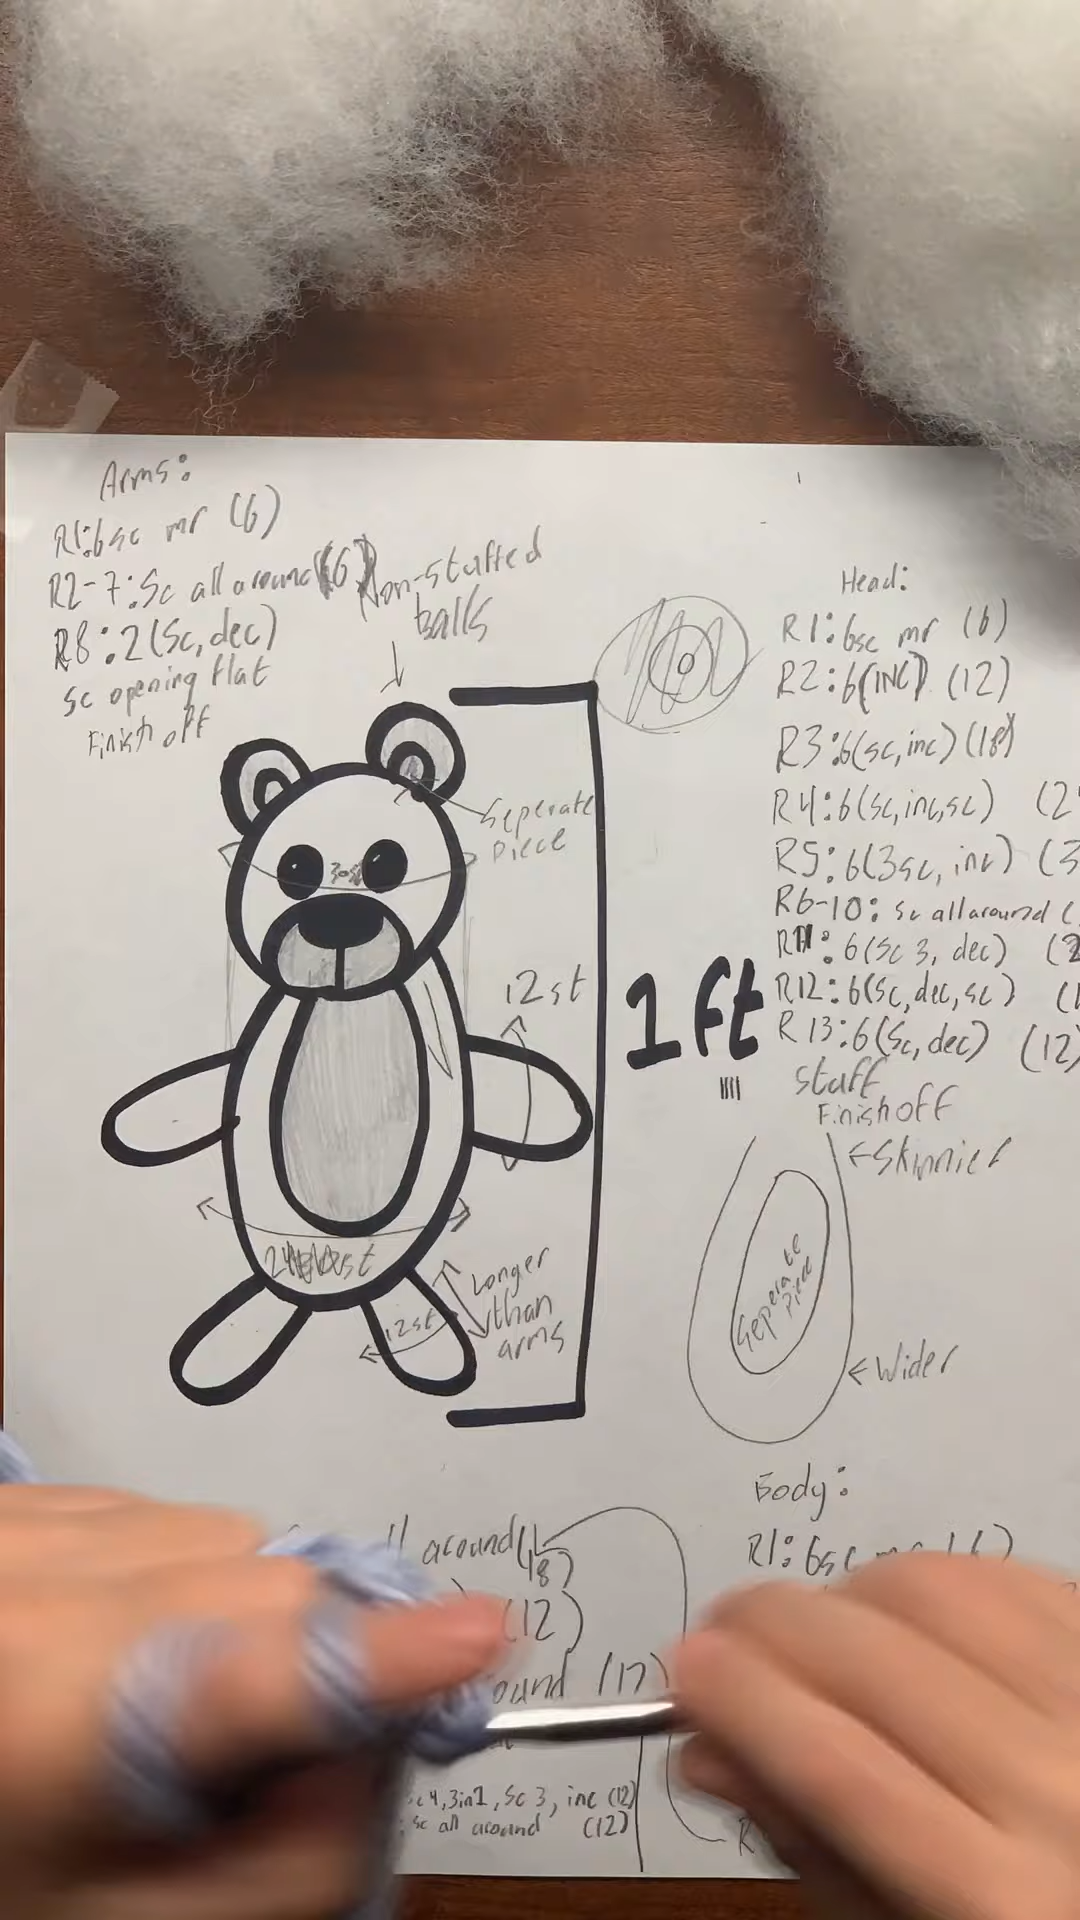 Arms:
R1:6sc mr (6)
R2-7:Sc all around(6)
R8:2(Sc,dec)
Sc opening flat
Finish off
Non-stuffed
balls
Seperate
piece
12st
1ft
Longer
than
arms
12st
Head:
R1:6sc mr (6)
R2:6(INC) (12)
R3:6(sc,inc)(18)
R4:6(sc,inc,sc)
R5:6(3sc, inc)
R6-10: sc all around
R11: 6(Sc 3, dec)
R12:6(Sc,dec,sc)
R13:6(Sc,dec) (12)
Stuff
Finish off
Skinnier
Seperate
Piece
Wider
Body:
R1: 6sc
around(18)
(12)
(12)
4,3in1, Sc 3, inc (12)
sc all around (12)
R